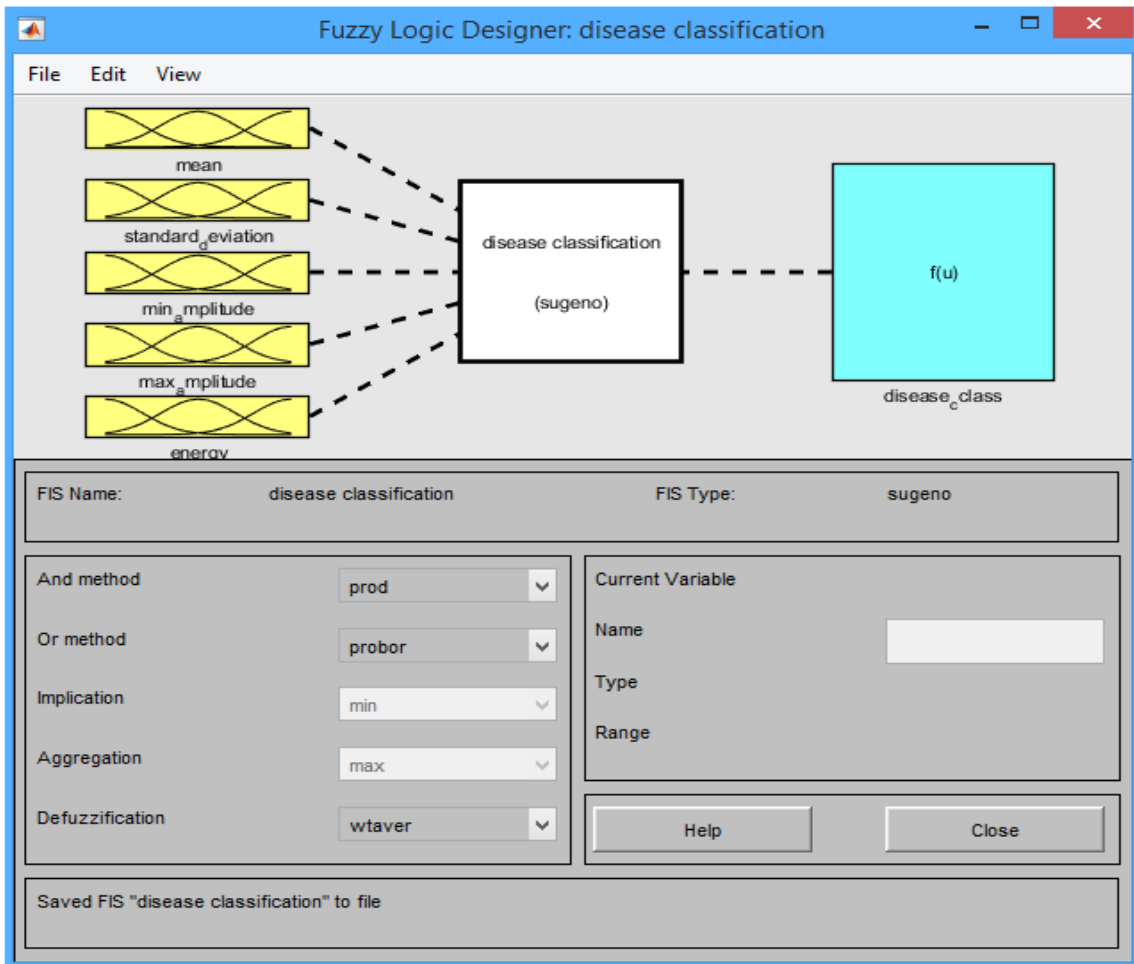 Fuzzy Logic Designer: disease classification
File Edit View
mean
standard_deviation
min_amplitude
max_amplitude
energy
disease classification
(sugeno)
f(u)
disease_class
FIS Name: disease classification FIS Type: sugeno
And method prod
Or method probor
Implication min
Aggregation max
Defuzzification wtaver
Current Variable
Name
Type
Range
Help Close
Saved FIS "disease classification" to file